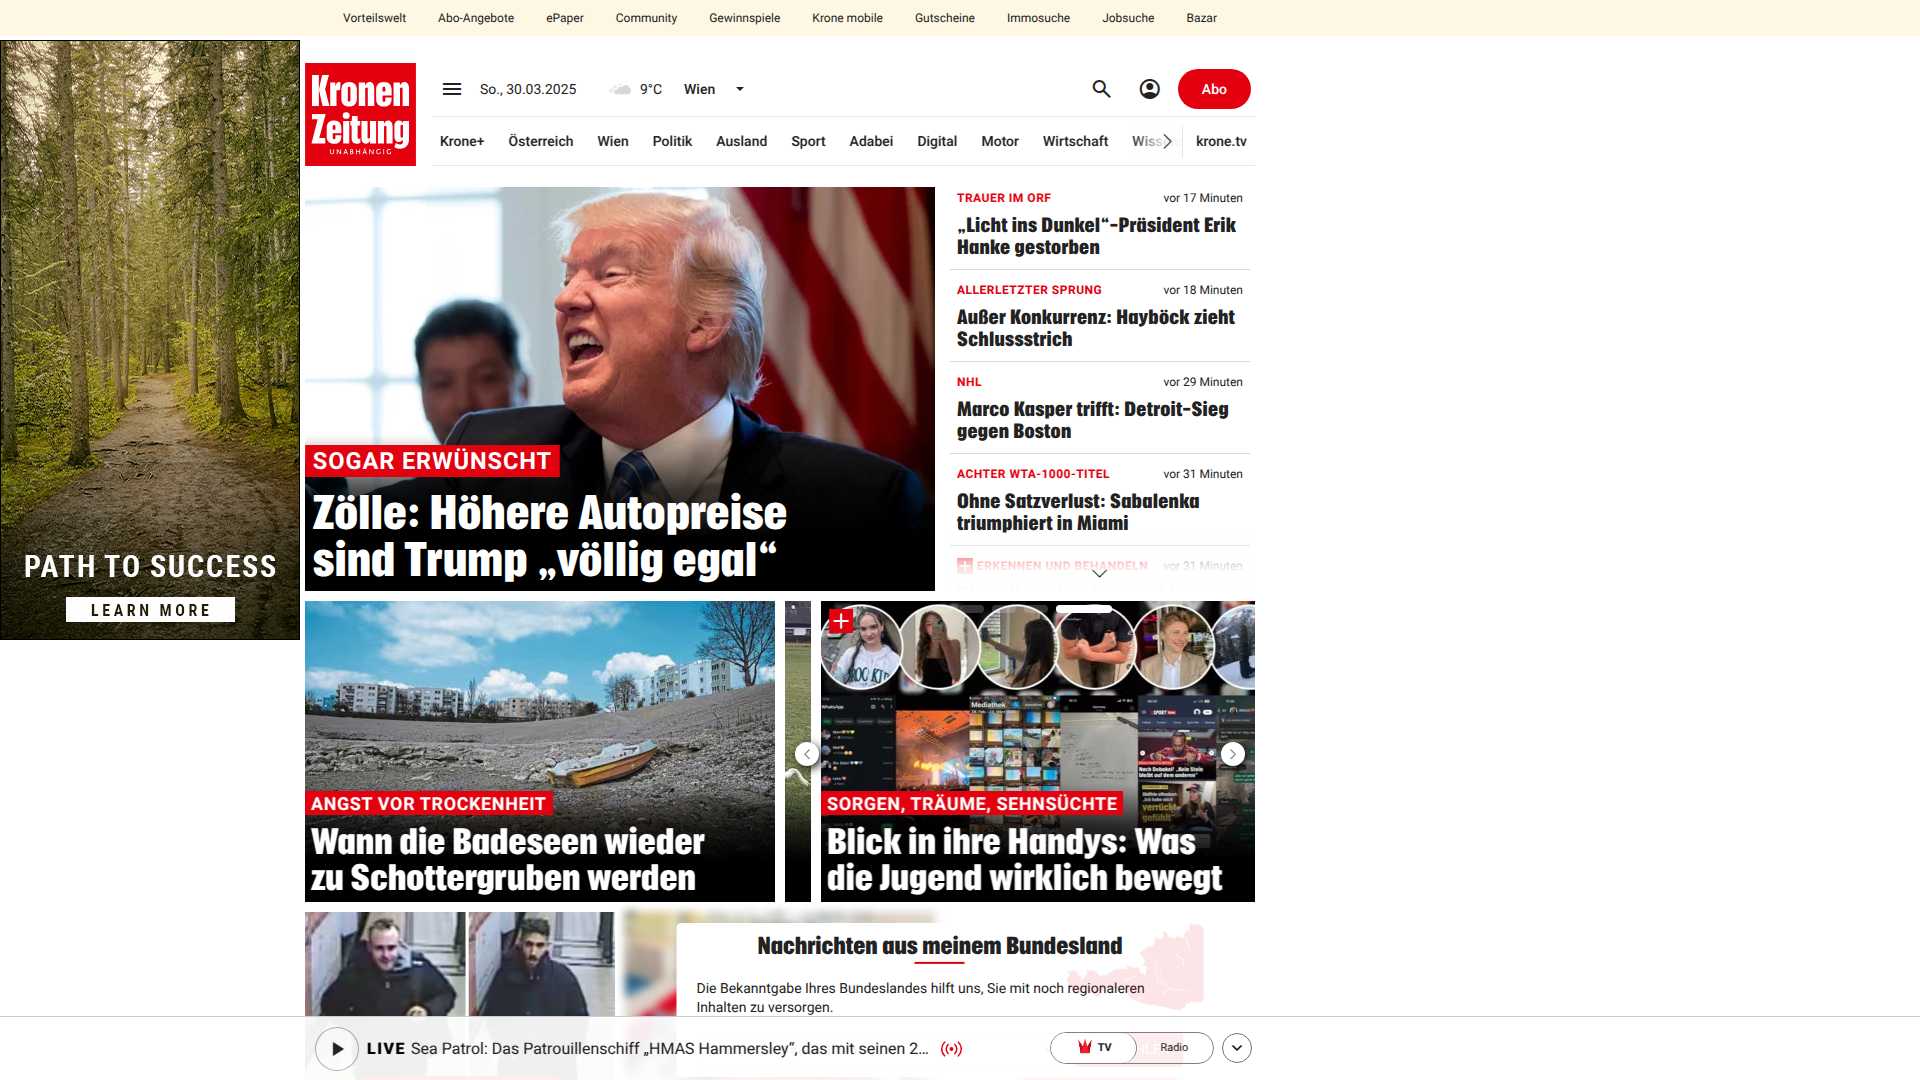 Vorteilswelt Abo-Angebote ePaper Community Gewinnspiele Krone mobile Gutscheine Immosuche Jobsuche Bazar
Kronen
Zeitung
UNABHÄNGIG
So., 30.03.2025 9°C Wien
Abo
Krone+ Österreich Wien Politik Ausland Sport Adabei Digital Motor Wirtschaft Wiss krone.tv
PATH TO SUCCESS
LEARN MORE
SOGAR ERWÜNSCHT
Zölle: Höhere Autopreise
sind Trump „völlig egal“
TRAUER IM ORF vor 17 Minuten
„Licht ins Dunkel“-Präsident Erik
Hanke gestorben
ALLERLETZTER SPRUNG vor 18 Minuten
Außer Konkurrenz: Hayböck zieht
Schlussstrich
NHL vor 29 Minuten
Marco Kasper trifft: Detroit-Sieg
gegen Boston
ACHTER WTA-1000-TITEL vor 31 Minuten
Ohne Satzverlust: Sabalenka
triumphiert in Miami
ERKENNEN UND BEHANDELN vor 31 Minuten
ANGST VOR TROCKENHEIT
Wann die Badeseen wieder
zu Schottergruben werden
WhatsApp
Mediathek
SORGEN, TRÄUME, SEHNSÜCHTE
Blick in ihre Handys: Was
die Jugend wirklich bewegt
Nachrichten aus meinem Bundesland
Die Bekanntgabe Ihres Bundeslandes hilft uns, Sie mit noch regionaleren
Inhalten zu versorgen.
LIVE Sea Patrol: Das Patrouillenschiff „HMAS Hammersley“, das mit seinen 2...
TV Radio